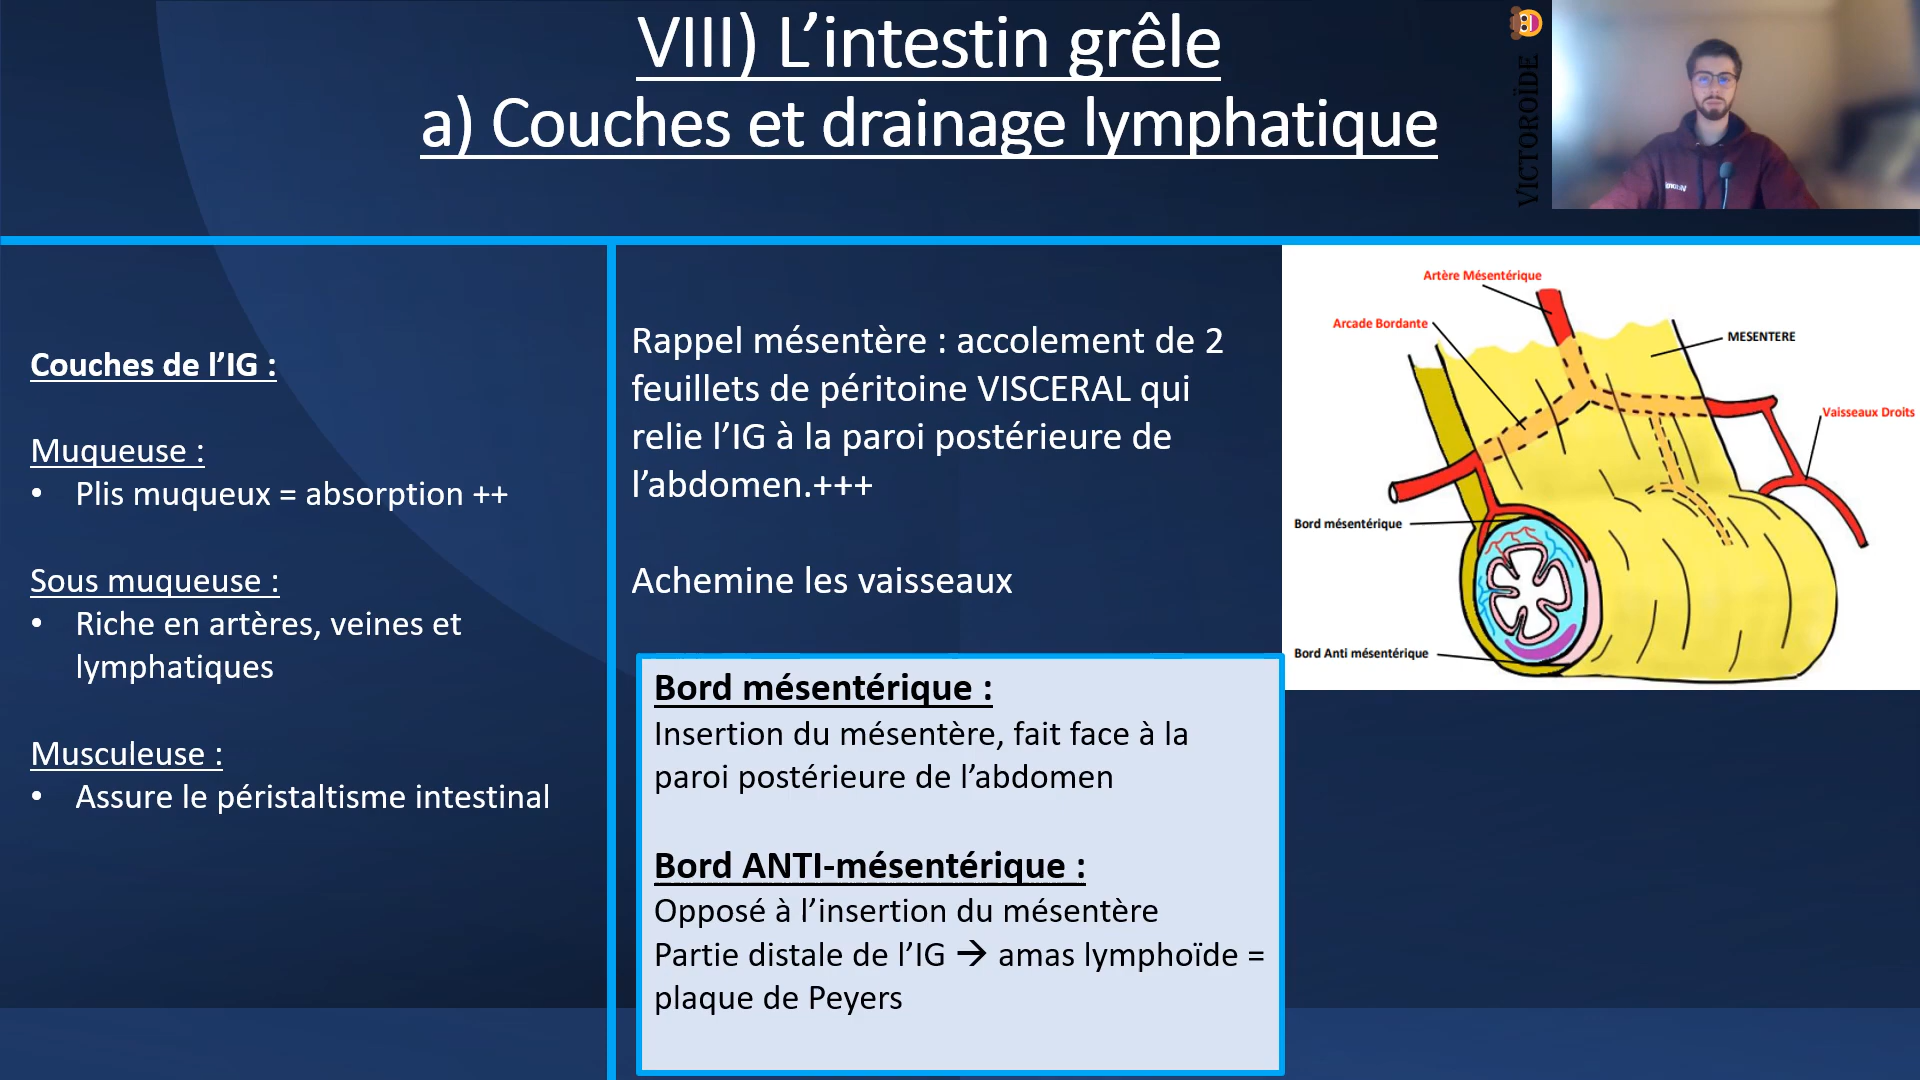 VIII) L’intestin grêle
a) Couches et drainage lymphatique
VICTOROÏDE
Couches de l’IG :
Muqueuse :
• Plis muqueux = absorption ++
Sous muqueuse :
• Riche en artères, veines et
lymphatiques
Musculeuse :
• Assure le péristaltisme intestinal
Rappel mésentère : accolement de 2
feuillets de péritoine VISCERAL qui
relie l’IG à la paroi postérieure de
l’abdomen.+++
Achemine les vaisseaux
Bord mésentérique :
Insertion du mésentère, fait face à la
paroi postérieure de l’abdomen
Bord ANTI-mésentérique :
Opposé à l’insertion du mésentère
Partie distale de l’IG → amas lymphoïde =
plaque de Peyers
Artère Mésentérique
Arcade Bordante
MESENTERE
Vaisseaux Droits
Bord mésentérique
Bord Anti mésentérique